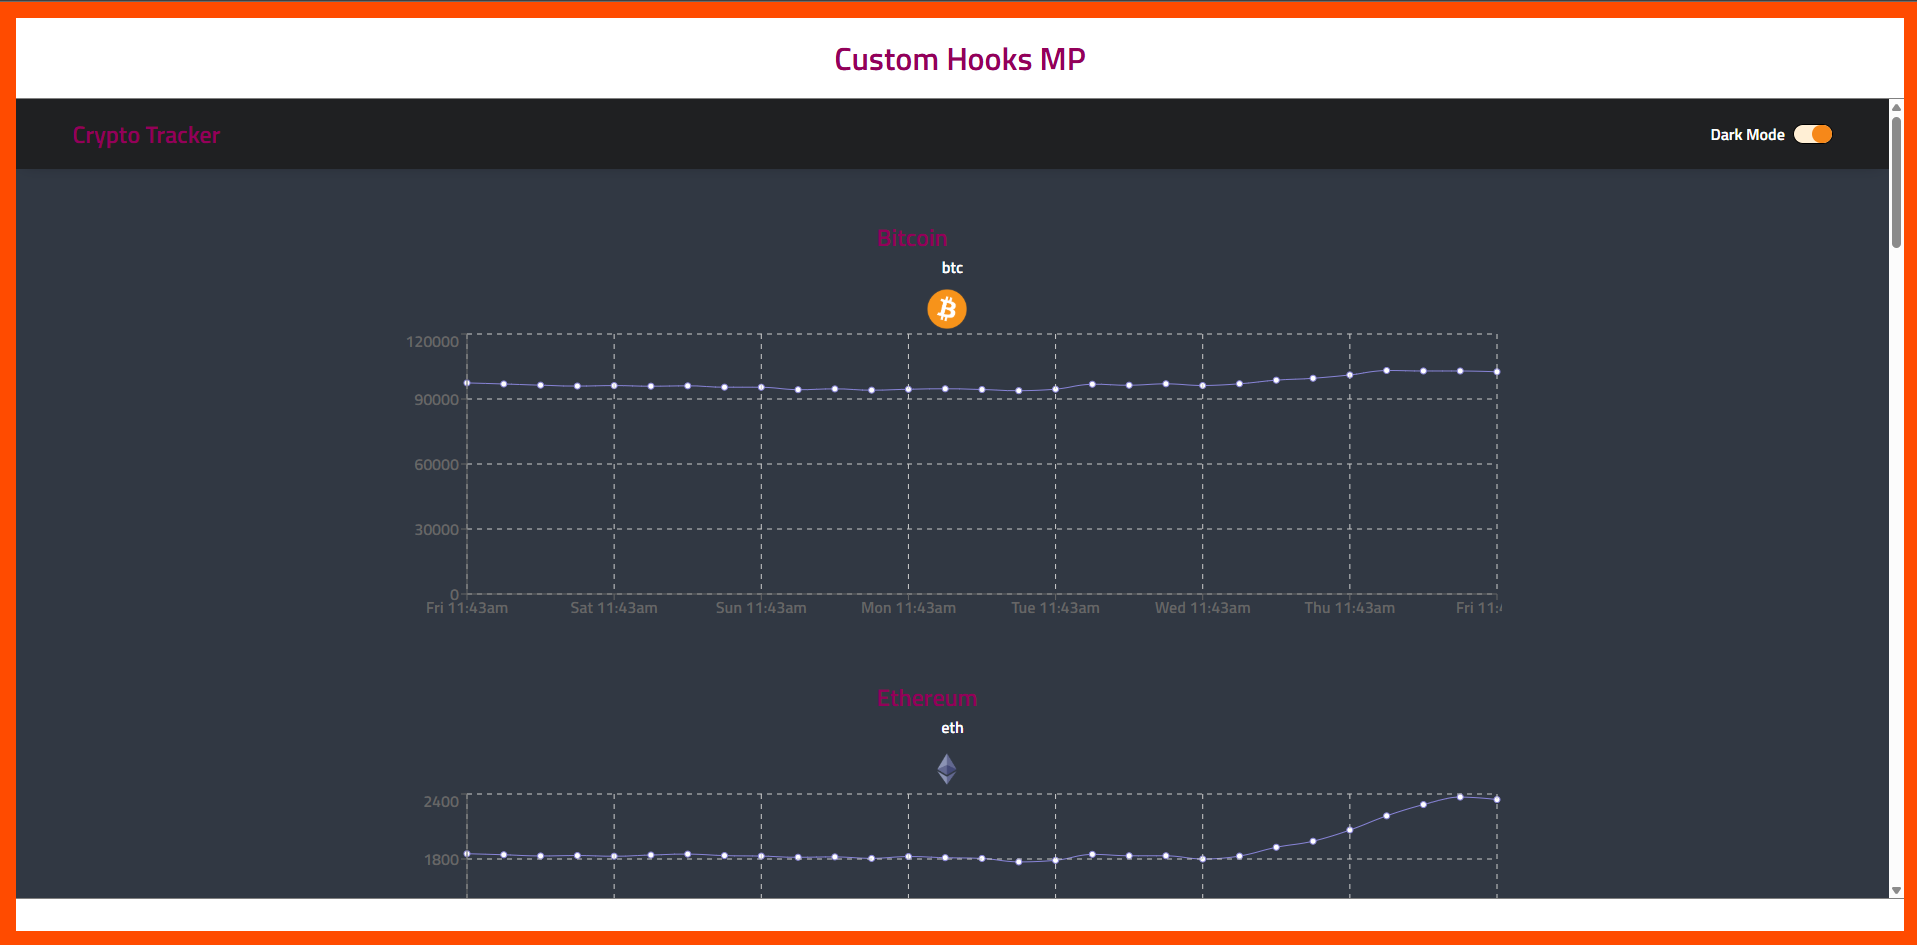 Custom Hooks MP
Crypto Tracker
Dark Mode
Bitcoin
btc
120000
90000
60000
30000
0
Fri 11:43am Sat 11:43am Sun 11:43am Mon 11:43am Tue 11:43am Wed 11:43am Thu 11:43am Fri 11:4
Ethereum
eth
2400
1800